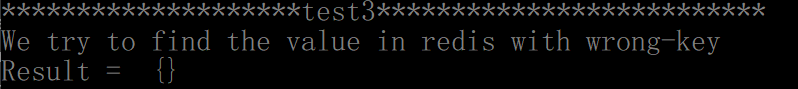 ********************test3**************************
We try to find the value in redis with wrong-key
Result =  {}